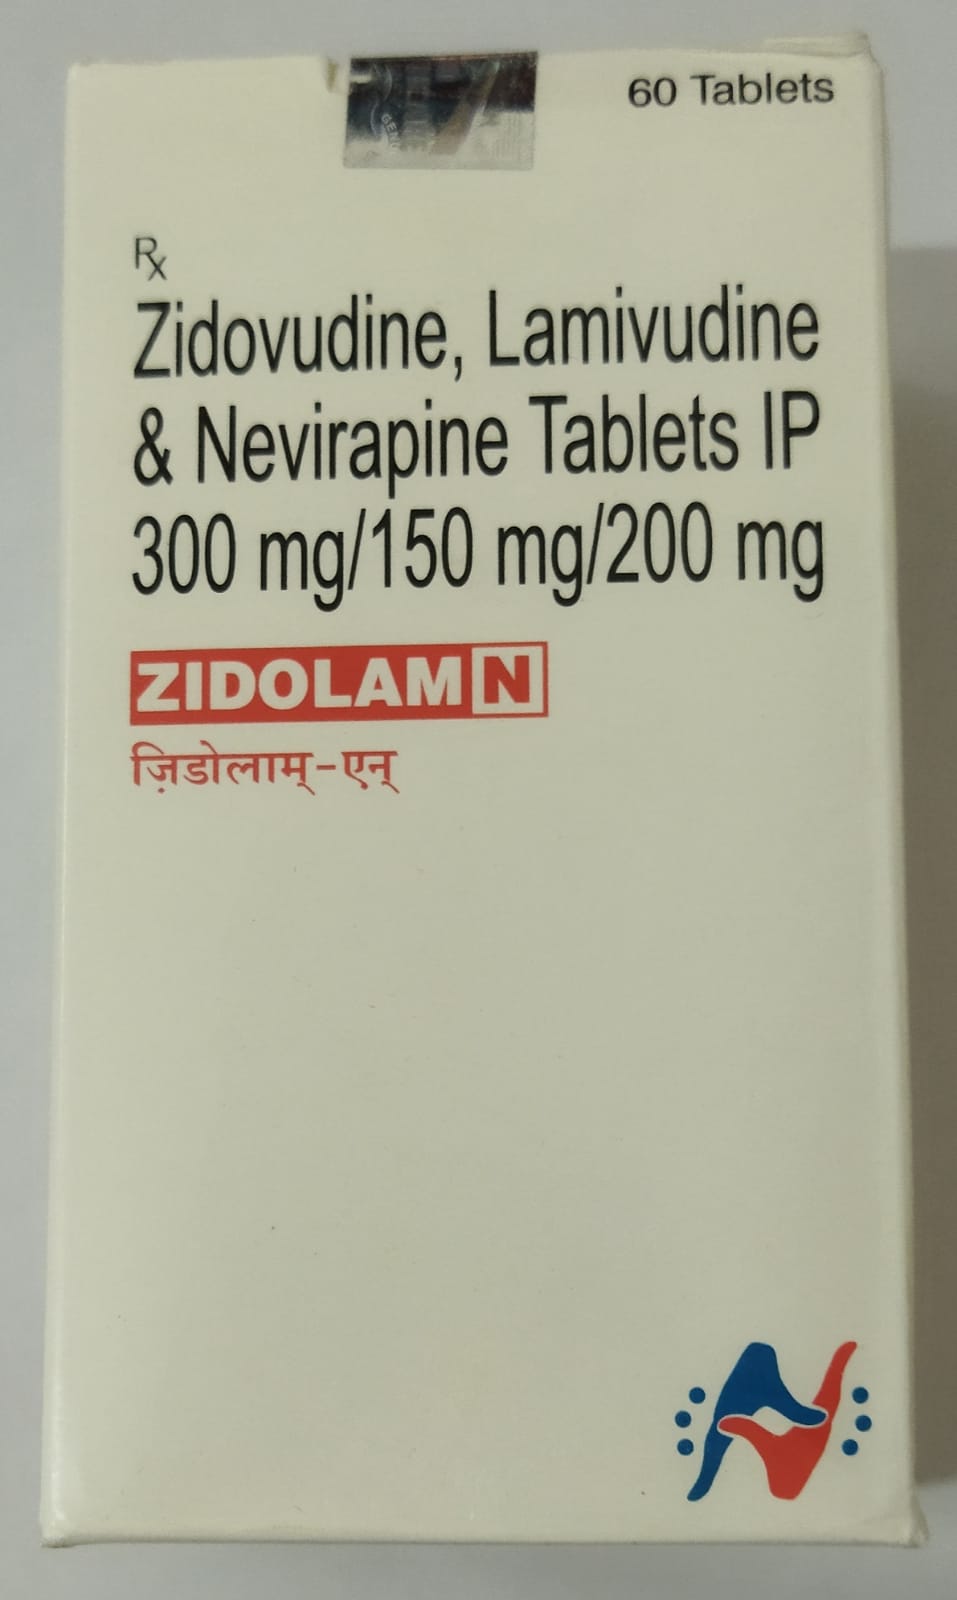 60 Tablets
Rx
Zidovudine, Lamivudine
& Nevirapine Tablets IP
300 mg/150 mg/200 mg
ZIDOLAM N
ज़िडोलाम्-एन्